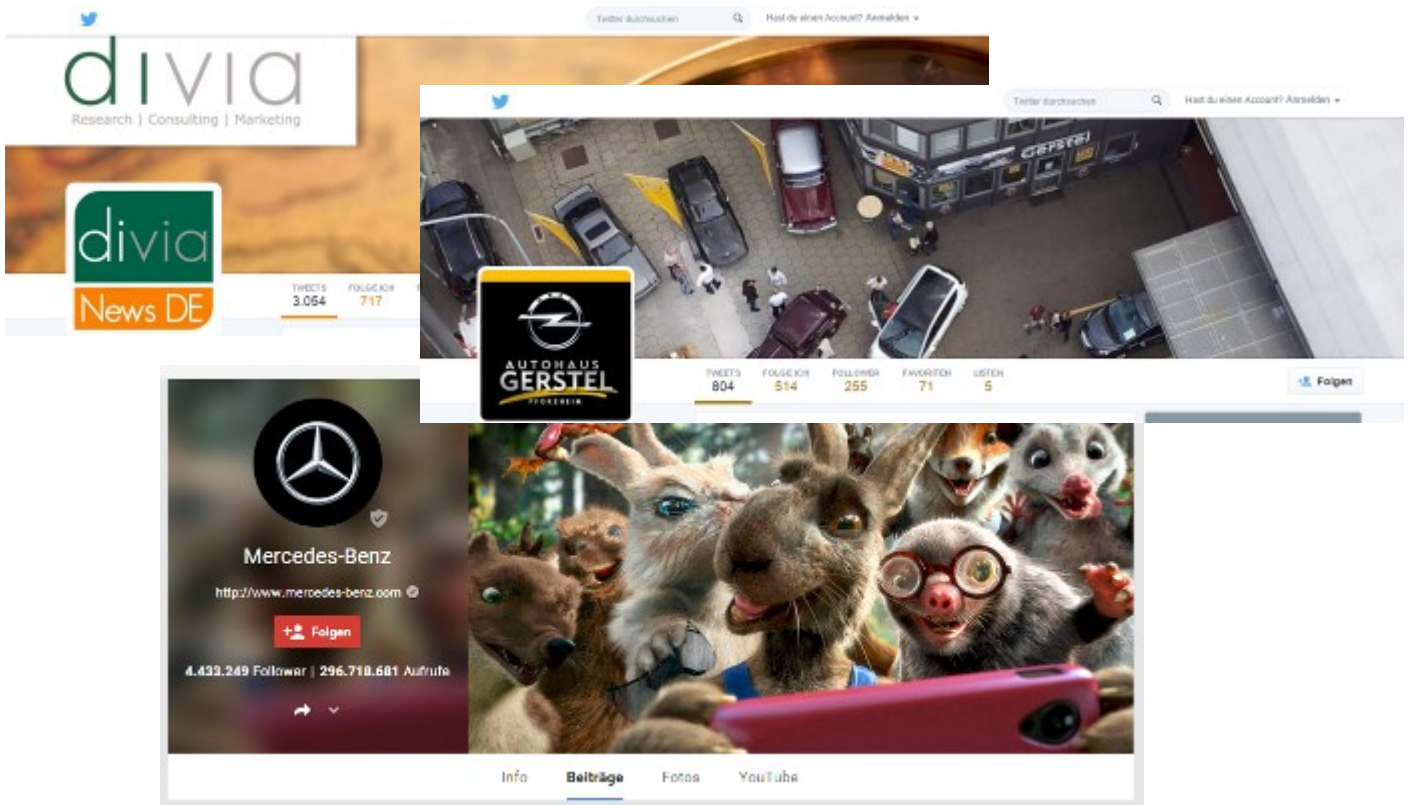 Twitter durchsuchen
Hast du einen Account? Anmelden
divia
Research | Consulting | Marketing
divia
News DE
TWEETS
3.054
FOLGE ICH
717
Twitter durchsuchen
Hast du einen Account? Anmelden
Gerstel
AUTOHAUS
GERSTEL
PFORZHEIM
TWEETS
804
FOLGE ICH
514
FOLLOWER
255
FAVORITEN
71
LISTEN
5
Folgen
Mercedes-Benz
http://www.mercedes-benz.com
Folgen
4.433.249 Follower | 296.718.681 Aufrufe
Info Beiträge Fotos YouTube